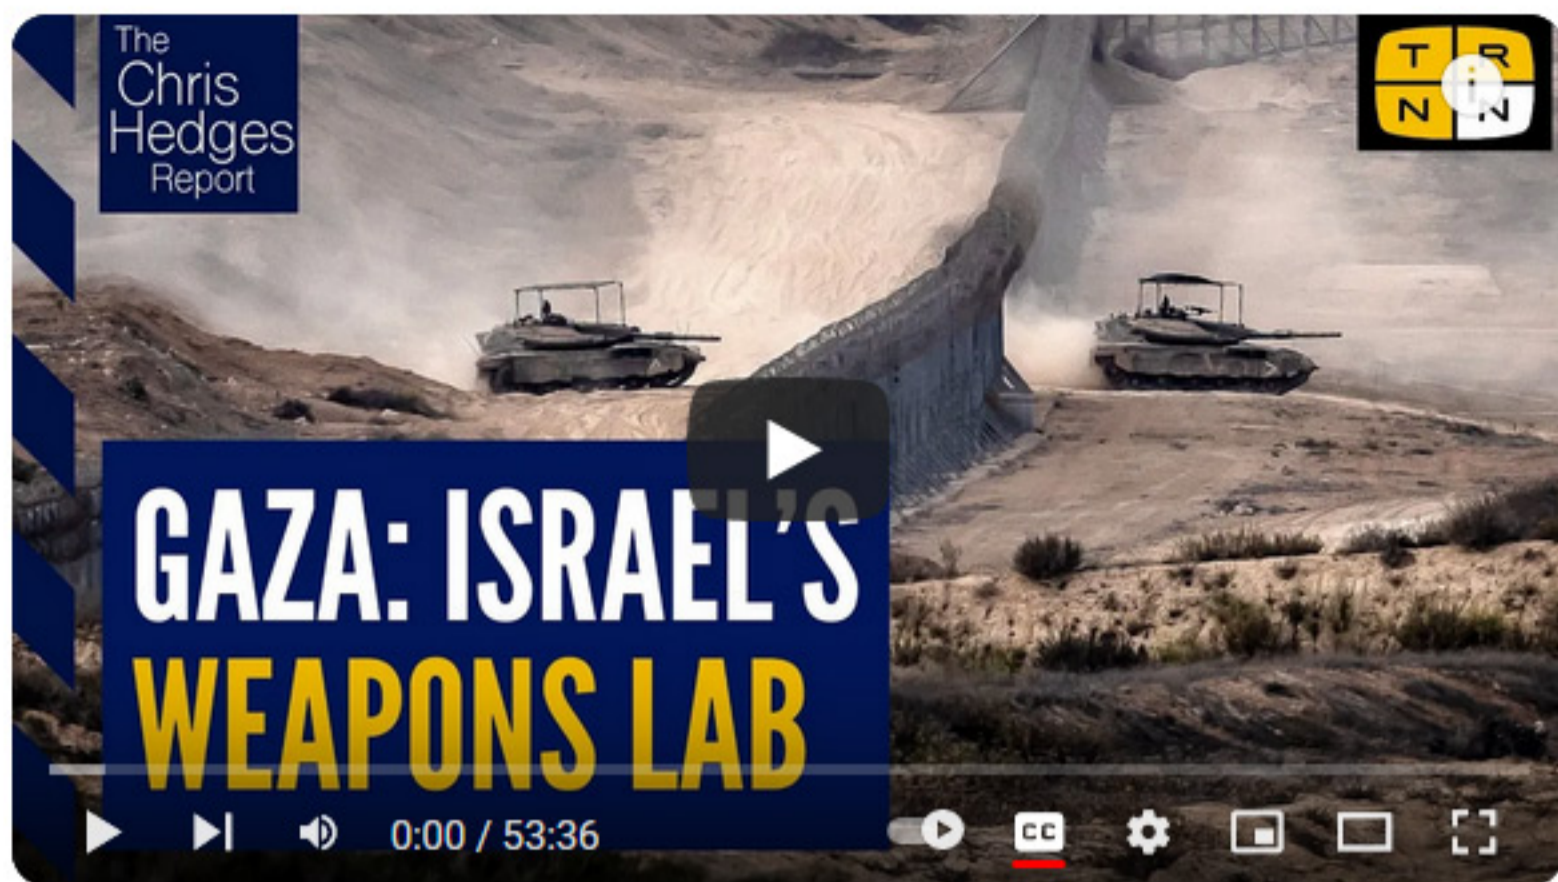 The
Chris
Hedges
Report
T R
N N
GAZA: ISRAEL'S
WEAPONS LAB
0:00 / 53:36
CC